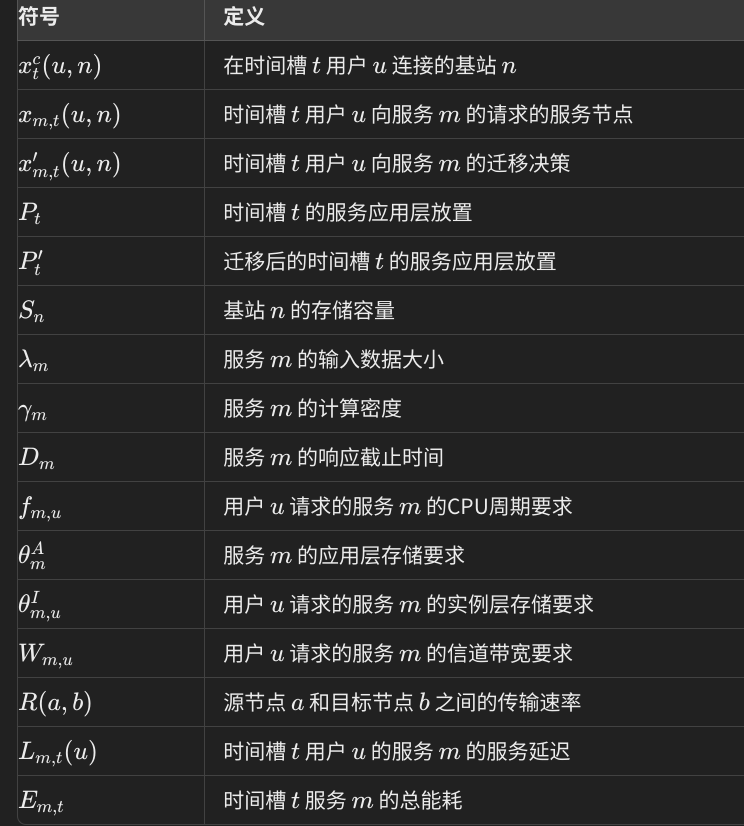 符号 定义
$x_t^c(u,n)$ 在时间槽 $t$ 用户 $u$ 连接的基站 $n$
$x_{m,t}(u,n)$ 时间槽 $t$ 用户 $u$ 向服务 $m$ 的请求的服务节点
$x'_{m,t}(u,n)$ 时间槽 $t$ 用户 $u$ 向服务 $m$ 的迁移决策
$P_t$ 时间槽 $t$ 的服务应用层放置
$P'_t$ 迁移后的时间槽 $t$ 的服务应用层放置
$S_n$ 基站 $n$ 的存储容量
$\lambda_m$ 服务 $m$ 的输入数据大小
$\gamma_m$ 服务 $m$ 的计算密度
$D_m$ 服务 $m$ 的响应截止时间
$f_{m,u}$ 用户 $u$ 请求的服务 $m$ 的CPU周期要求
$\theta_m^A$ 服务 $m$ 的应用层存储要求
$\theta_{m,u}^I$ 用户 $u$ 请求的服务 $m$ 的实例层存储要求
$W_{m,u}$ 用户 $u$ 请求的服务 $m$ 的信道带宽要求
$R(a,b)$ 源节点 $a$ 和目标节点 $b$ 之间的传输速率
$L_{m,t}(u)$ 时间槽 $t$ 用户 $u$ 的服务 $m$ 的服务延迟
$E_{m,t}$ 时间槽 $t$ 服务 $m$ 的总能耗